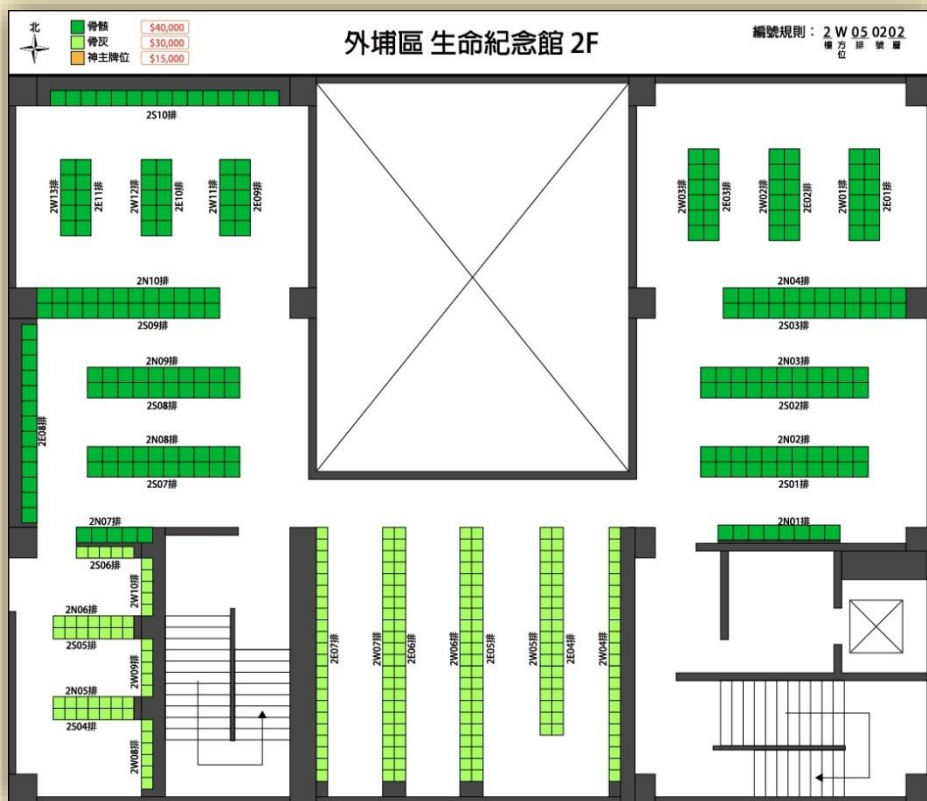 北
骨骸 $40,000
骨灰 $30,000
神主牌位 $15,000
外埔區 生命紀念館 2F
編號規則：2 W 05 02 02
樓 方位 排 號 層
2S10排
2W13排
2E11排
2W12排
2E10排
2W11排
2E09排
2W03排
2E03排
2W02排
2E02排
2W01排
2E01排
2N10排
2S09排
2N04排
2S03排
2E08排
2N09排
2S08排
2N03排
2S02排
2N08排
2S07排
2N02排
2S01排
2N07排
2S06排
2N01排
2W10排
2N06排
2S05排
2W09排
2N05排
2S04排
2W08排
2E07排
2W07排
2E06排
2W06排
2E05排
2W05排
2E04排
2W04排